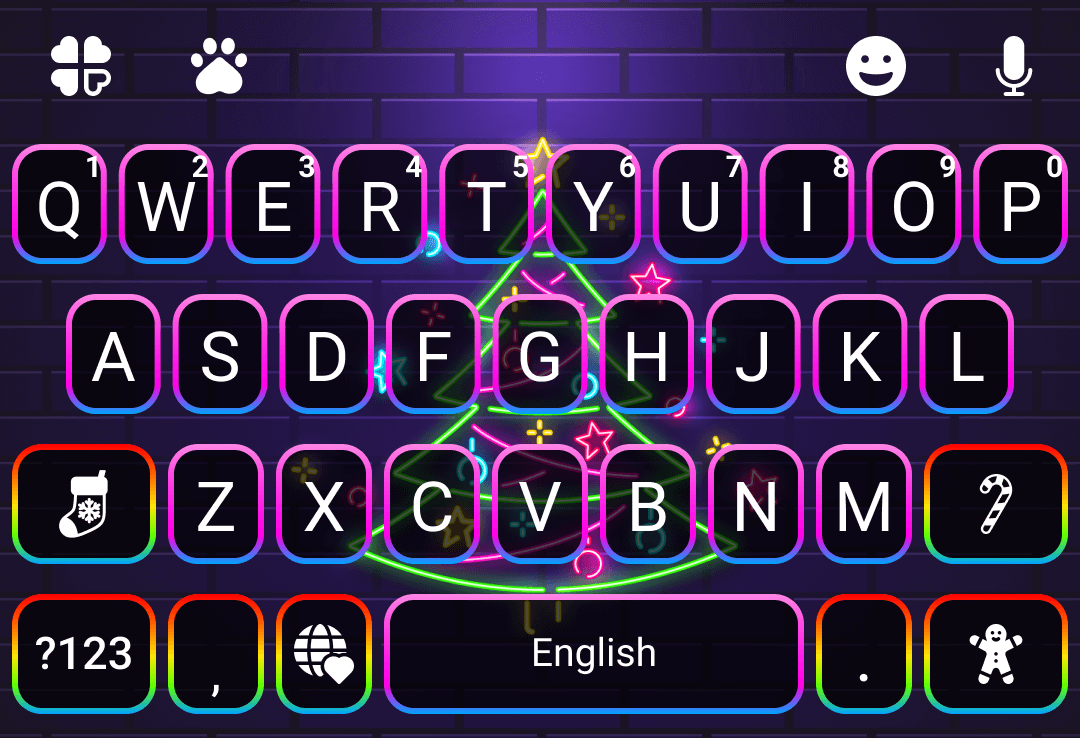 1 2 3 4 5 6 7 8 9 0
Q W E R T Y U I O P
A S D F G H J K L
Z X C V B N M
?123 , English .